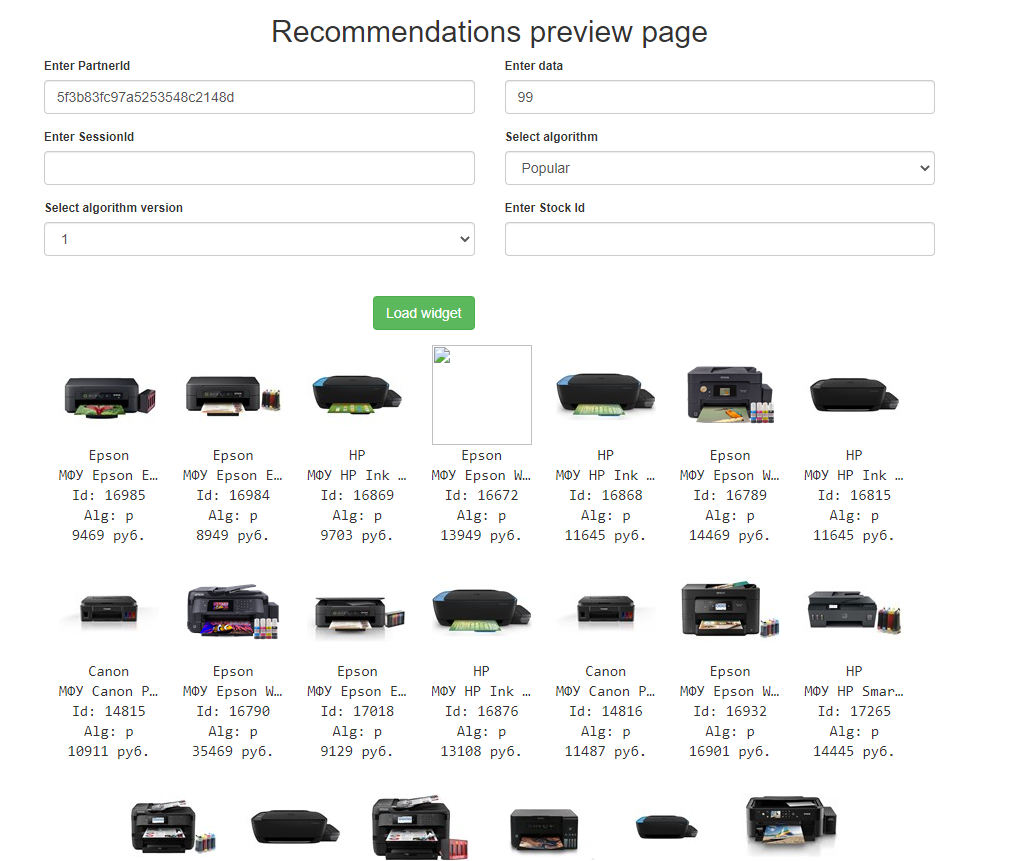 Recommendations preview page
Enter PartnerId
Enter data
5f3b83fc97a5253548c2148d
99
Enter SessionId
Select algorithm
Popular
Select algorithm version
Enter Stock Id
1
Load widget
Epson Epson HP Epson HP Epson HP
МФУ Epson E… МФУ Epson E… МФУ HP Ink … МФУ Epson W… МФУ HP Ink … МФУ Epson W… МФУ HP Ink …
Id: 16985 Id: 16984 Id: 16869 Id: 16672 Id: 16868 Id: 16789 Id: 16815
Alg: p Alg: p Alg: p Alg: p Alg: p Alg: p Alg: p
9469 руб. 8949 руб. 9703 руб. 13949 руб. 11645 руб. 14469 руб. 11645 руб.
Canon Epson Epson HP Canon Epson HP
МФУ Canon P… МФУ Epson W… МФУ Epson E… МФУ HP Ink … МФУ Canon P… МФУ Epson W… МФУ HP Smar…
Id: 14815 Id: 16790 Id: 17018 Id: 16876 Id: 14816 Id: 16932 Id: 17265
Alg: p Alg: p Alg: p Alg: p Alg: p Alg: p Alg: p
10911 руб. 35469 руб. 9129 руб. 13108 руб. 11487 руб. 16901 руб. 14445 руб.